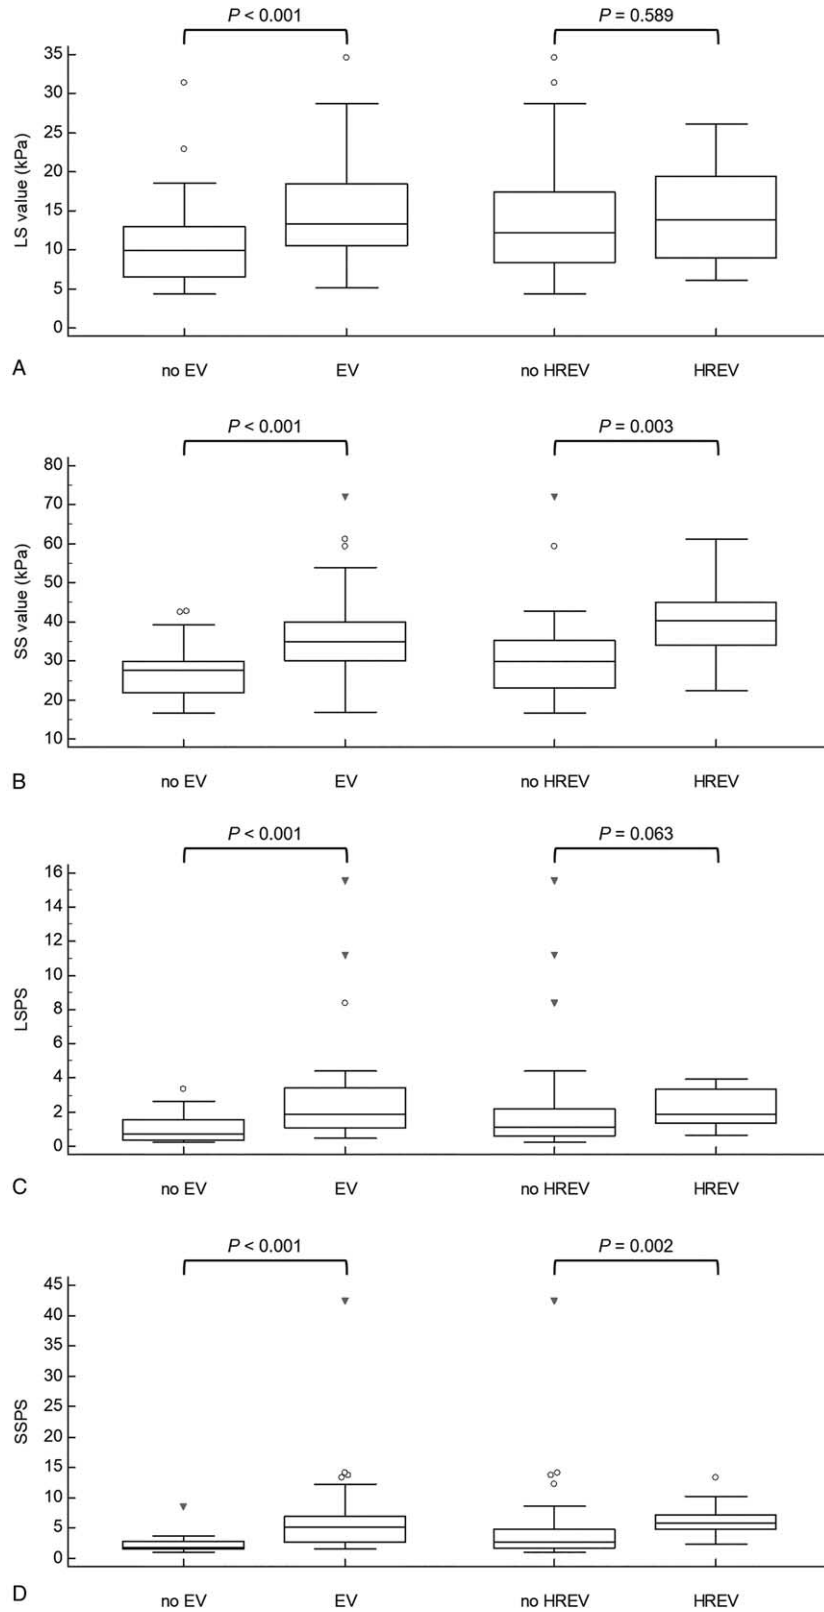 P < 0.001 P = 0.589
35
30
25
20
15
10
5
0
LS value (kPa)
no EV EV no HREV HREV
A
P < 0.001 P = 0.003
80
70
60
50
40
30
20
10
SS value (kPa)
no EV EV no HREV HREV
B
P < 0.001 P = 0.063
16
14
12
10
8
6
4
2
0
LSPS
no EV EV no HREV HREV
C
P < 0.001 P = 0.002
45
40
35
30
25
20
15
10
5
0
SSPS
no EV EV no HREV HREV
D